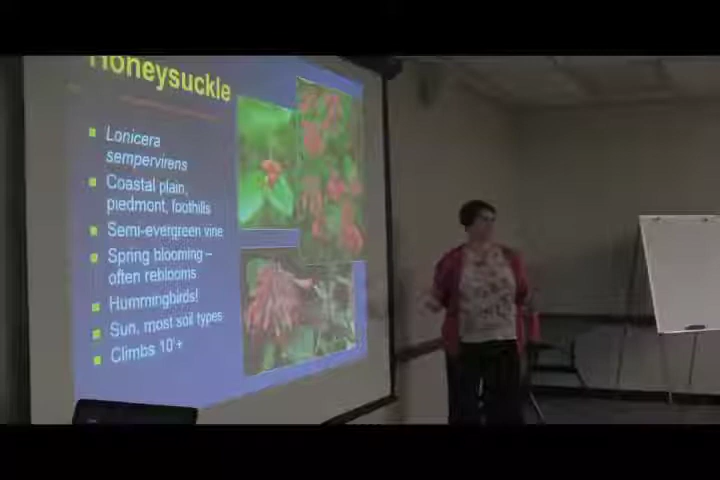 Honeysuckle
Lonicera
sempervirens
Coastal plain,
piedmont, foothills
Semi-evergreen vine
Spring blooming –
often reblooms
Hummingbirds!
Sun, most soil types
Climbs 10'+